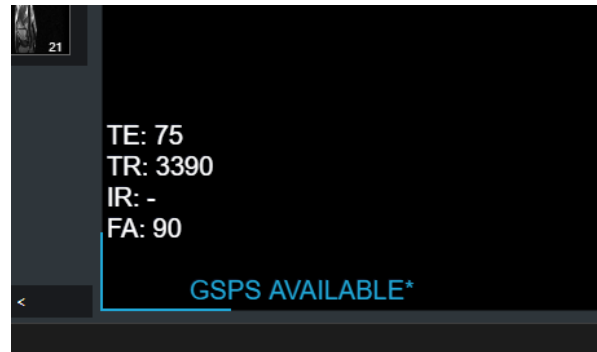 21
TE: 75
TR: 3390
IR: -
FA: 90
GSPS AVAILABLE*
<